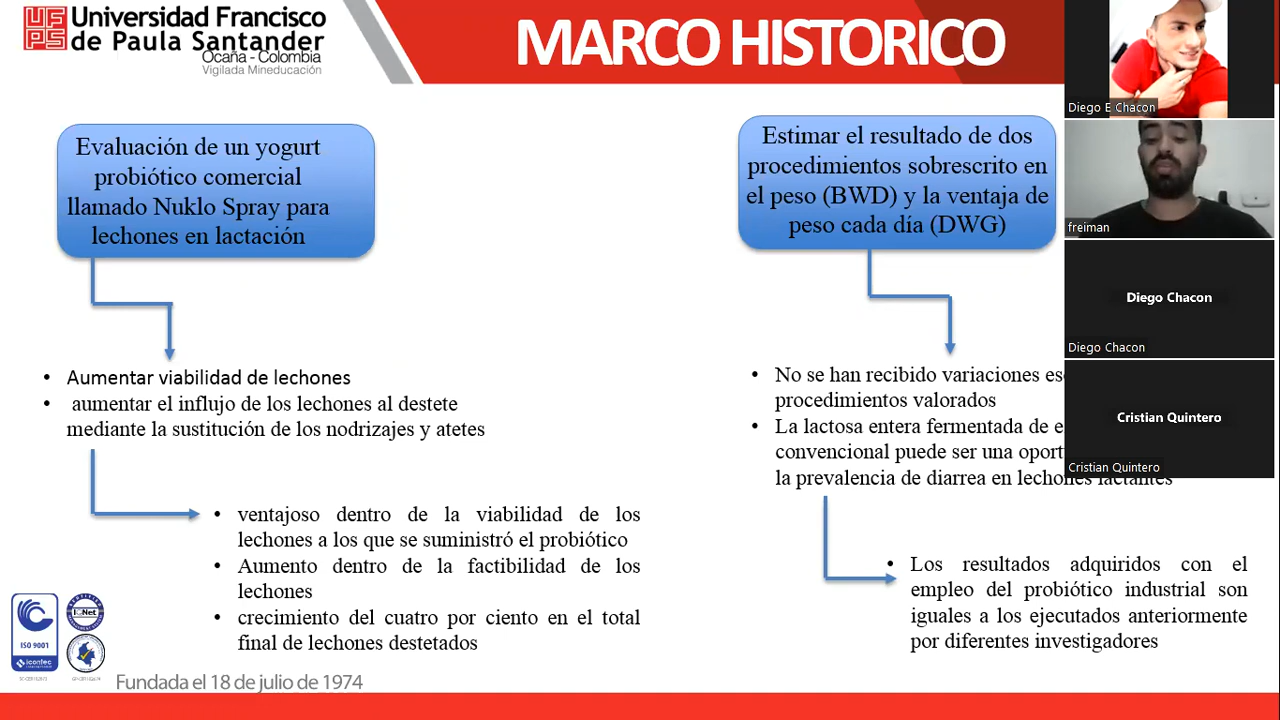 Universidad Francisco
de Paula Santander
Ocaña - Colombia
Vigilada Mineducación
UFPS
MARCO HISTORICO
Evaluación de un yogurt
probiótico comercial
llamado Nuklo Spray para
lechones en lactación
• Aumentar viabilidad de lechones
• aumentar el influjo de los lechones al destete
mediante la sustitución de los nodrizajes y atetes
• ventajoso dentro de la viabilidad de los
lechones a los que se suministró el probiótico
• Aumento dentro de la factibilidad de los
lechones
• crecimiento del cuatro por ciento en el total
final de lechones destetados
Estimar el resultado de dos
procedimientos sobrescrito en
el peso (BWD) y la ventaja de
peso cada día (DWG)
• No se han recibido variaciones
procedimientos valorados
• La lactosa entera fermentada de
convencional puede ser una
la prevalencia de diarrea en lechones lactantes
• Los resultados adquiridos con el
empleo del probiótico industrial son
iguales a los ejecutados anteriormente
por diferentes investigadores
Diego E Chacon
freiman
Diego Chacon
Diego Chacon
Cristian Quintero
Cristian Quintero
ISO 9001
icontec
IQNet
Fundada el 18 de julio de 1974